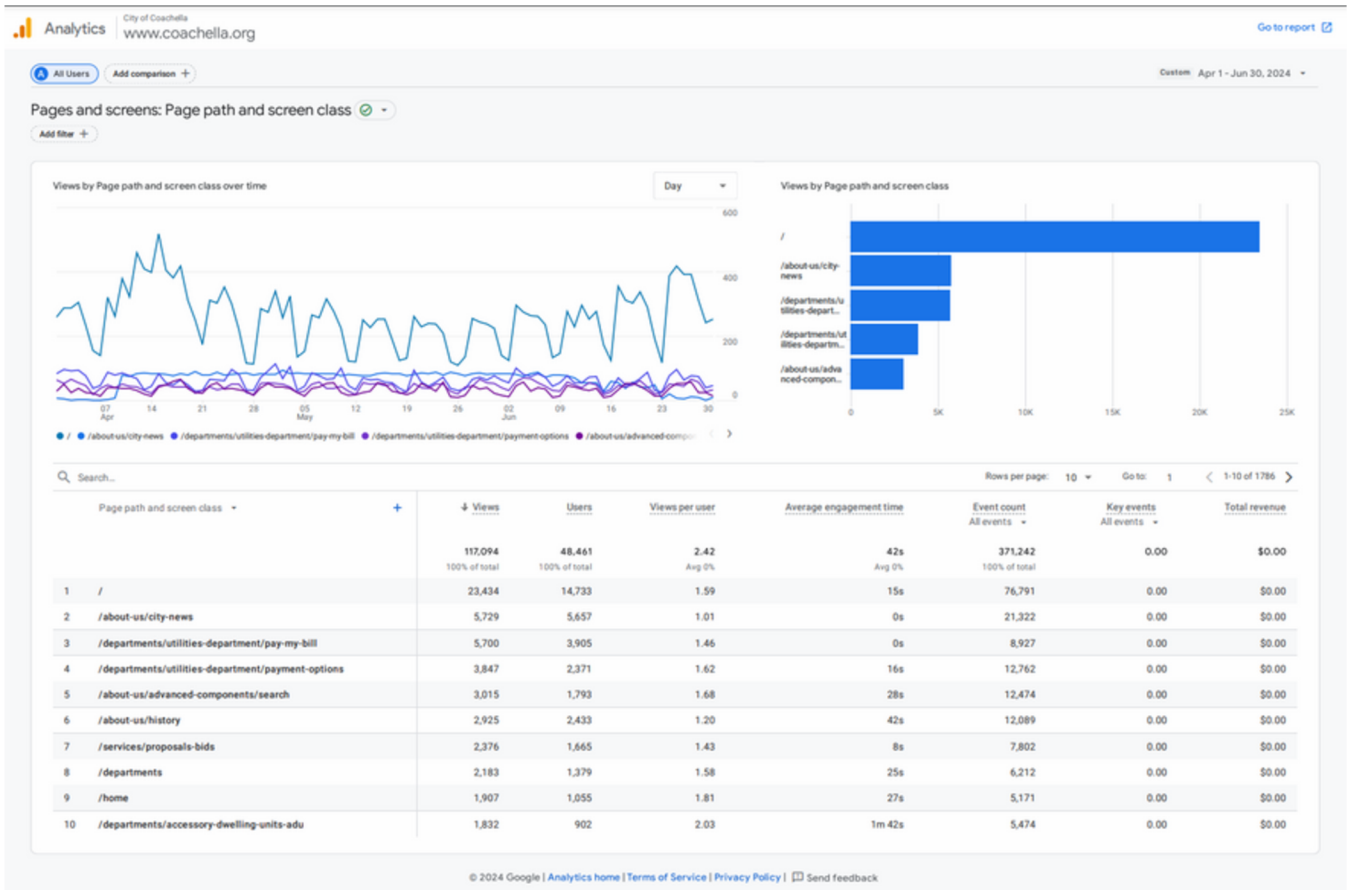 Analytics
City of Coachella
www.coachella.org
Go to report
A All Users
Add comparison +
Custom Apr 1 - Jun 30, 2024
Pages and screens: Page path and screen class
Add filter +
Views by Page path and screen class over time
Day
600
400
200
0
07 Apr 14 21 28 05 May 12 19 26 02 Jun 09 16 23 30
/ /about-us/city-news /departments/utilities-department/pay-my-bill /departments/utilities-department/payment-options /about-us/advanced-compo
Views by Page path and screen class
/
/about-us/city-
news
/departments/u
tilities-depart...
/departments/ut
ilities-departm...
/about-us/adva
nced-compon...
0 5K 10K 15K 20K 25K
Search...
Rows per page: 10 Go to: 1 < 1-10 of 1786 >
Page path and screen class + ↓ Views Users Views per user Average engagement time Event count Key events Total revenue
All events All events
117,094 48,461 2.42 42s 371,242 0.00 $0.00
100% of total 100% of total Avg 0% Avg 0% 100% of total
1 / 23,434 14,733 1.59 15s 76,791 0.00 $0.00
2 /about-us/city-news 5,729 5,657 1.01 0s 21,322 0.00 $0.00
3 /departments/utilities-department/pay-my-bill 5,700 3,905 1.46 0s 8,927 0.00 $0.00
4 /departments/utilities-department/payment-options 3,847 2,371 1.62 16s 12,762 0.00 $0.00
5 /about-us/advanced-components/search 3,015 1,793 1.68 28s 12,474 0.00 $0.00
6 /about-us/history 2,925 2,433 1.20 42s 12,089 0.00 $0.00
7 /services/proposals-bids 2,376 1,665 1.43 8s 7,802 0.00 $0.00
8 /departments 2,183 1,379 1.58 25s 6,212 0.00 $0.00
9 /home 1,907 1,055 1.81 27s 5,171 0.00 $0.00
10 /departments/accessory-dwelling-units-adu 1,832 902 2.03 1m 42s 5,474 0.00 $0.00
© 2024 Google | Analytics home | Terms of Service | Privacy Policy | Send feedback